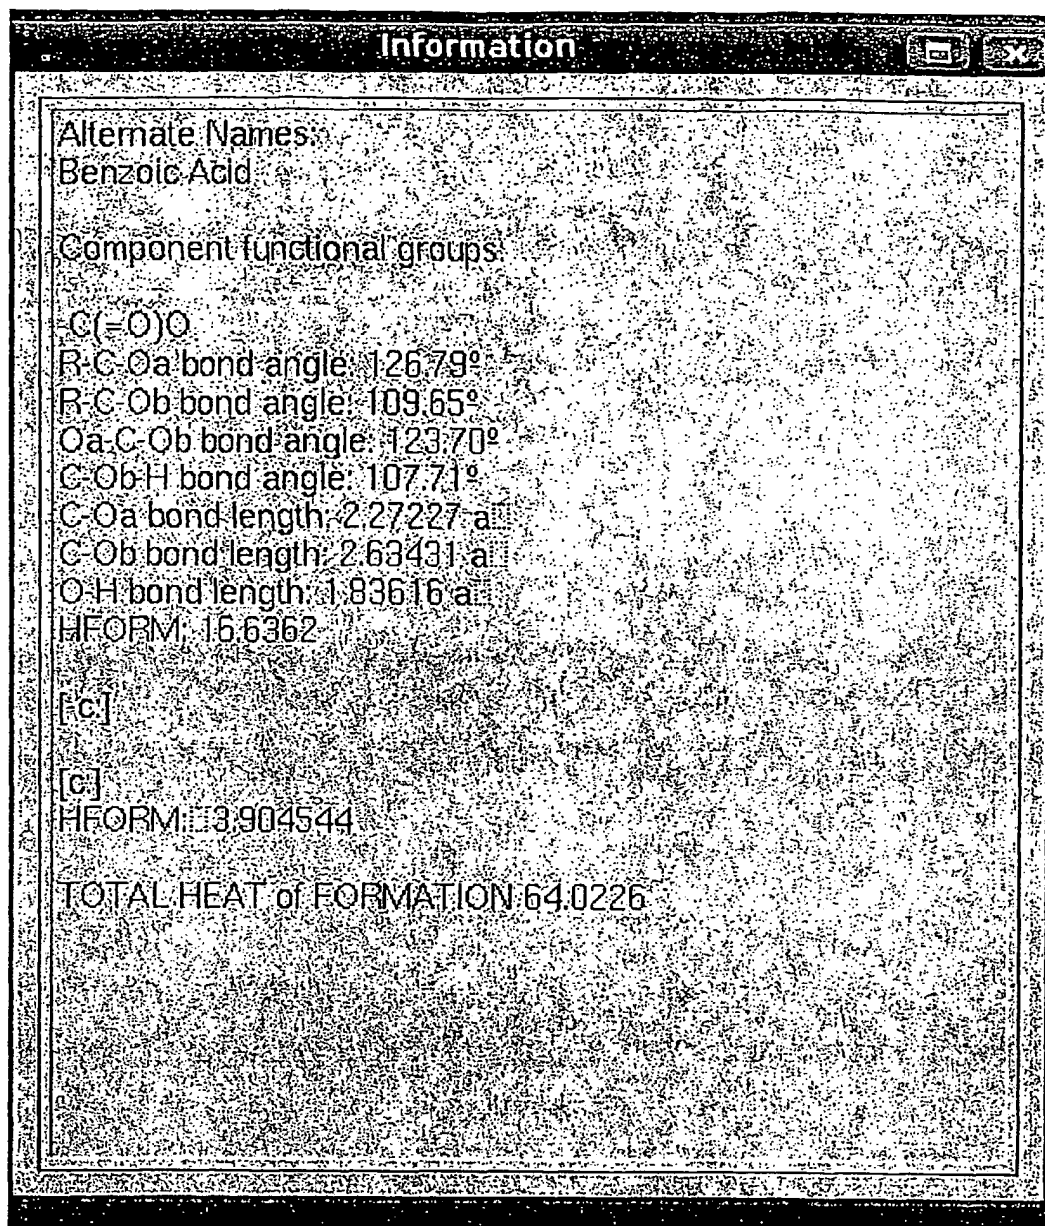 Information
Alternate Names:
Benzoic Acid
Component functional groups:
C(=O)O
R-C-Oa bond angle: 126.79º
R-C-Ob bond angle: 109.65º
Oa-C-Ob bond angle: 123.70º
C-Ob-H bond angle: 107.71º
C-Oa bond length: 2.27227 a
C-Ob bond length: 2.63431 a
O-H bond length: 1.83616 a
HFORM: 16.6362
[-c:]
[c:]
HFORM: 3.904544
TOTAL HEAT of FORMATION 64.0226